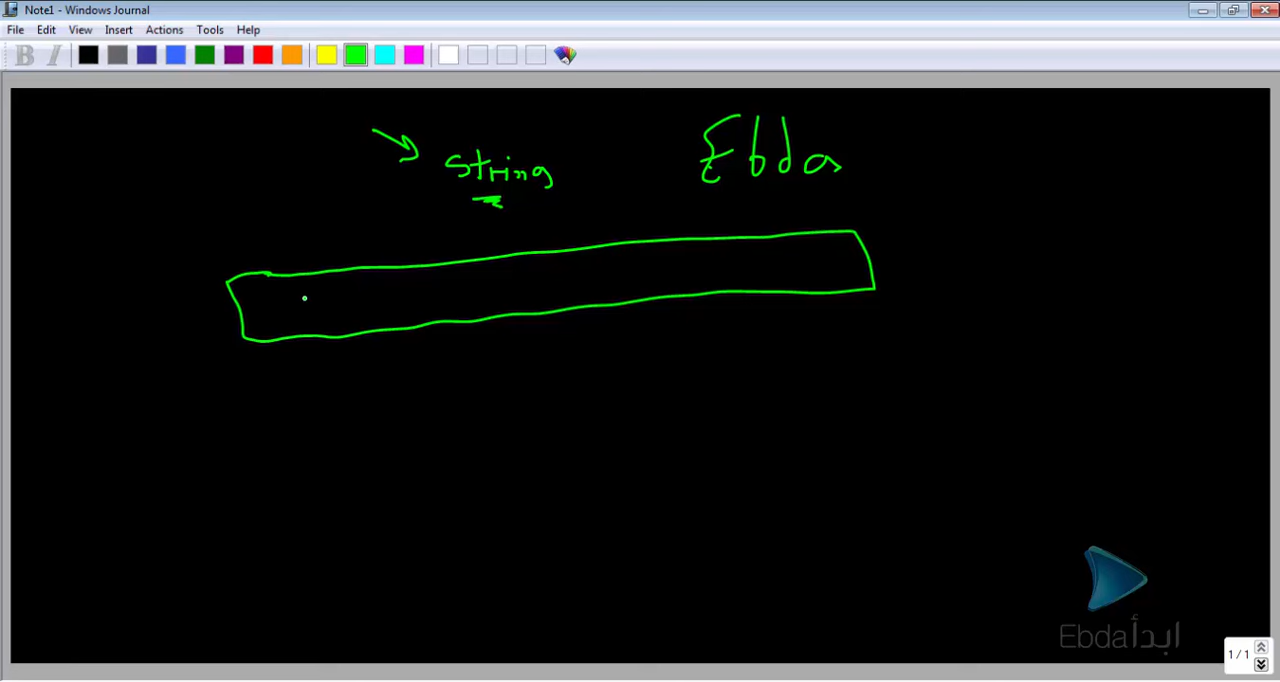 Note1 - Windows Journal
File Edit View Insert Actions Tools Help
B I
string Ebda
Ebda ابدأ
1 / 1